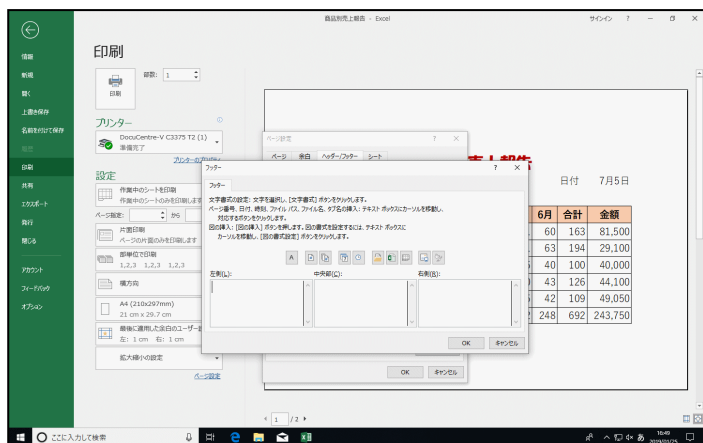 商品別売上報告 - Excel
サインイン ?
情報
新規
開く
上書き保存
名前を付けて保存
印刷
共有
エクスポート
発行
閉じる
アカウント
フィードバック
オプション
印刷
部数: 1
印刷
プリンター
DocuCentre-V C3375 T2 (1)
準備完了
設定
作業中のシートを印刷
作業中のシートのみを印刷します
ページ指定: から
片面印刷
ページの片面のみを印刷します
部単位で印刷
1,2,3 1,2,3 1,2,3
横方向
A4 (210x297mm)
21 cm x 29.7 cm
最後に適用した余白のユーザー
左: 1 cm 右: 1 cm
拡大縮小の設定
ページ設定
ページ設定 ?
ページ 余白 ヘッダー/フッター シート
フッター ?
フッター
文字書式の設定: 文字を選択し、[文字書式] ボタンをクリックします。
ページ番号、日付、時刻、ファイル パス、ファイル名、タブ名の挿入: テキスト ボックスにカーソルを移動し、
対応するボタンをクリックします。
図の挿入: [図の挿入] ボタンを押します。図の書式を設定するには、テキスト ボックスに
カーソルを移動し、[図の書式設定] ボタンをクリックします。
A
左側(L): 中央部(C): 右側(R):
OK キャンセル
OK キャンセル
日付 7月5日
6月 合計 金額
60 163 81,500
63 194 29,100
40 100 40,000
43 126 44,100
42 109 49,050
248 692 243,750
1 / 2
ここに入力して検索
あ
16:49
2019/01/25